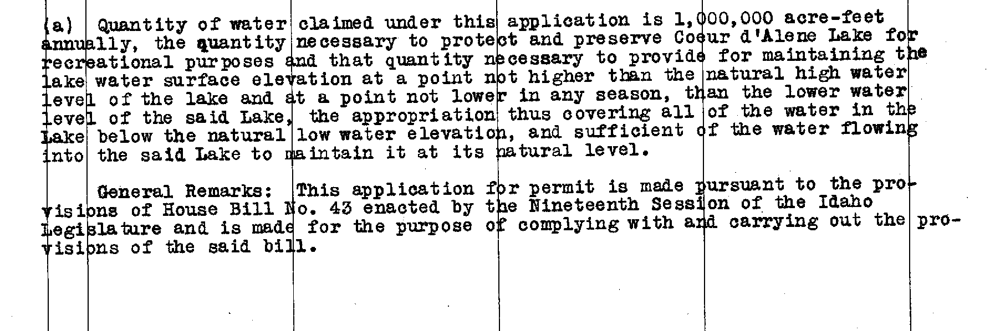 (a) Quantity of water claimed under this application is 1,000,000 acre-feet
annually, the quantity necessary to protect and preserve Coeur d'Alene Lake for
recreational purposes and that quantity necessary to provide for maintaining the
lake water surface elevation at a point not higher than the natural high water
level of the lake and at a point not lower in any season, than the lower water
level of the said Lake, the appropriation thus covering all of the water in the
Lake below the natural low water elevation, and sufficient of the water flowing
into the said Lake to maintain it at its natural level.
General Remarks: This application for permit is made pursuant to the pro-
visions of House Bill No. 43 enacted by the Nineteenth Session of the Idaho
Legislature and is made for the purpose of complying with and carrying out the pro-
visions of the said bill.